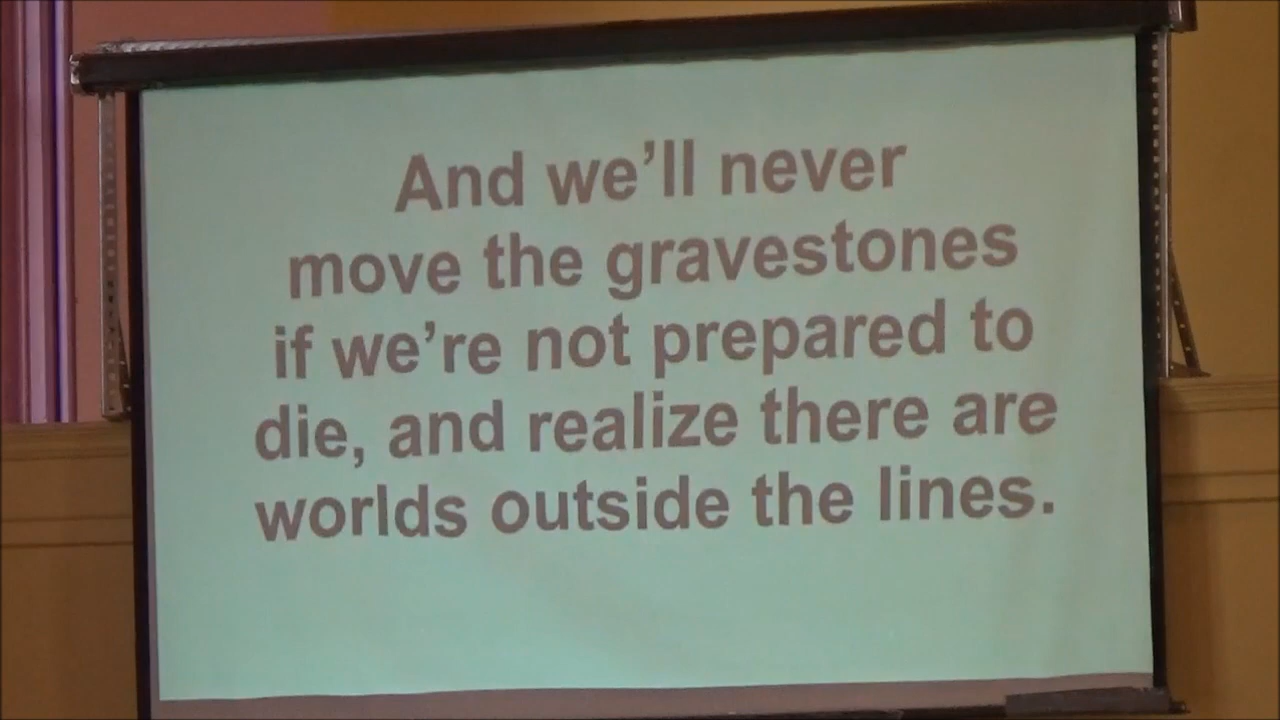 And we’ll never
move the gravestones
if we’re not prepared to
die, and realize there are
worlds outside the lines.